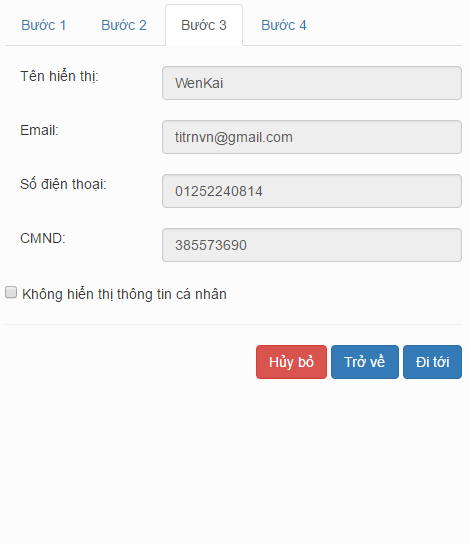 Bước 1 Bước 2 Bước 3 Bước 4
Tên hiển thị: WenKai
Email: titrnvn@gmail.com
Số điện thoại: 01252240814
CMND: 385573690
Không hiển thị thông tin cá nhân
Hủy bỏ Trở về Đi tới